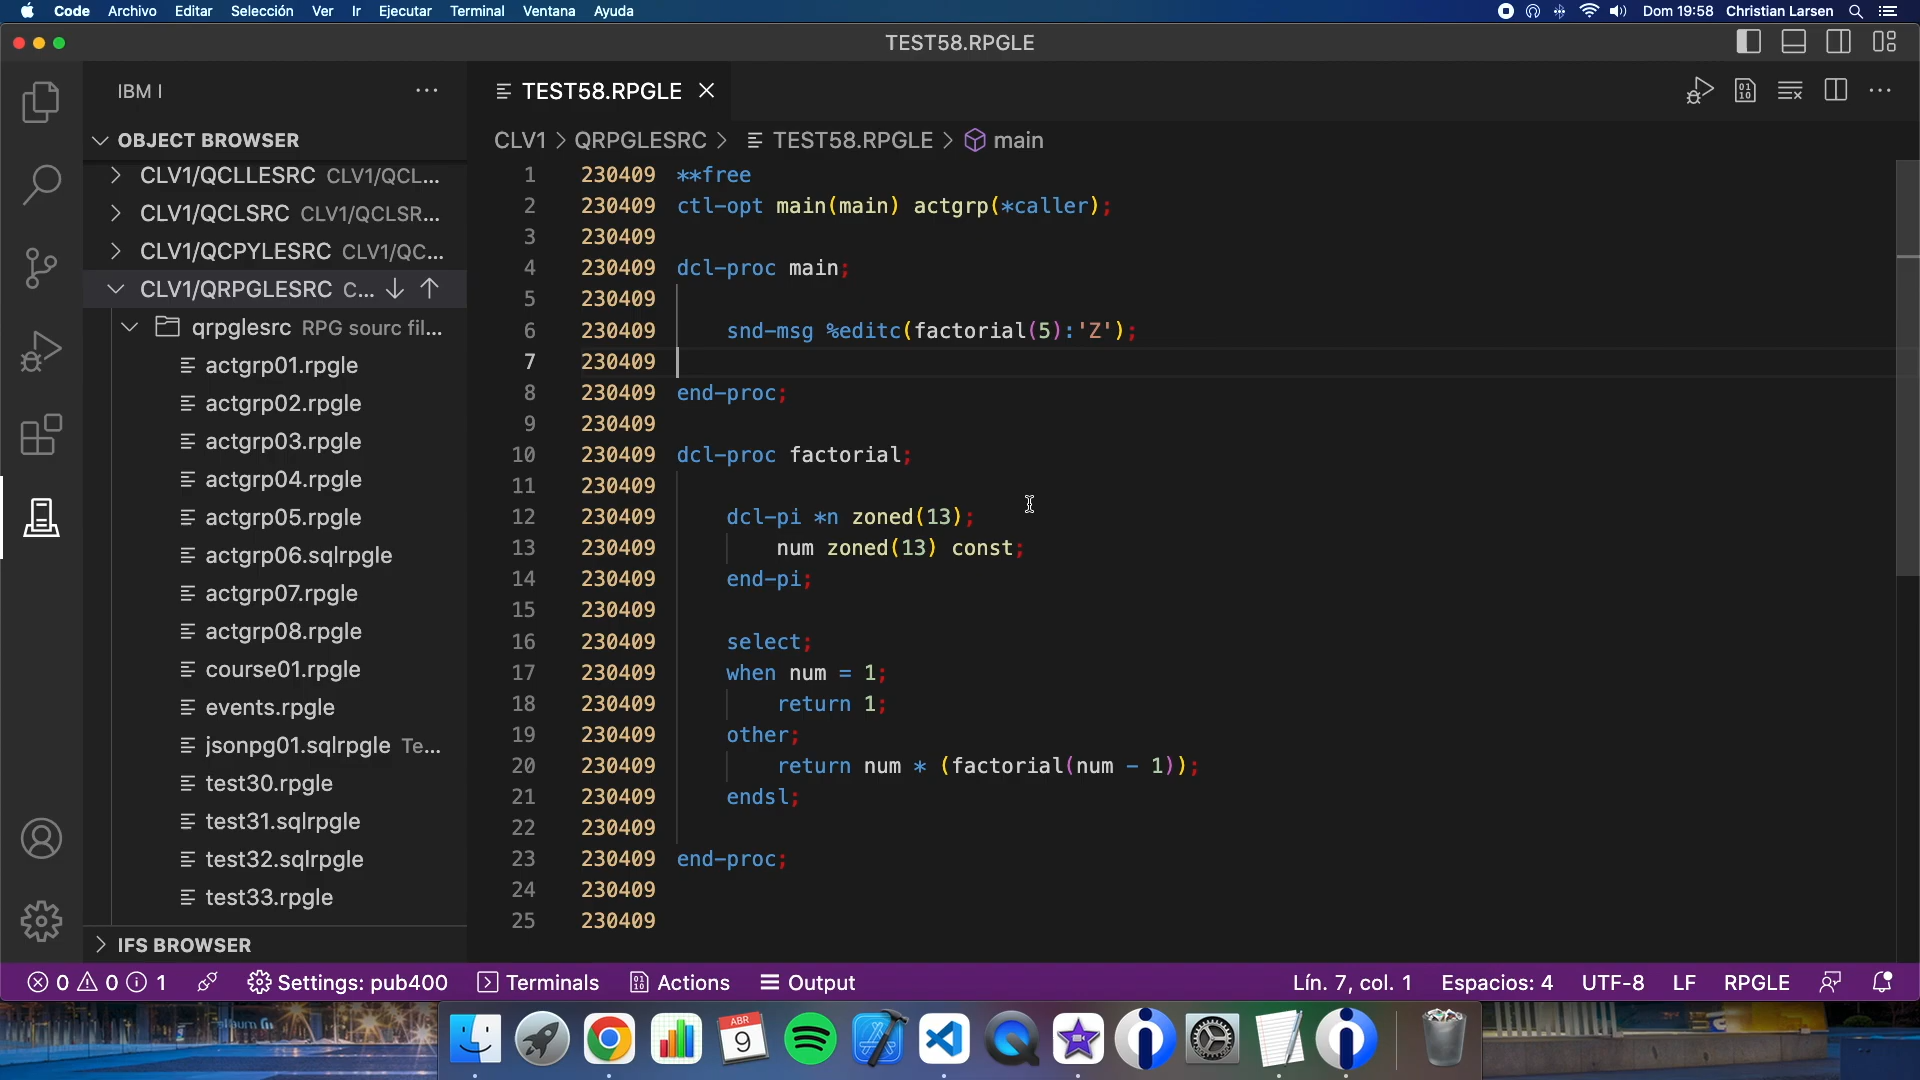 Code Archivo Editar Selección Ver Ir Ejecutar Terminal Ventana Ayuda Dom 19:58 Christian Larsen
TEST58.RPGLE
IBM I
OBJECT BROWSER
CLV1/QCLLESRC CLV1/QCL...
CLV1/QCLSRC CLV1/QCLSR...
CLV1/QCPYLESRC CLV1/QC...
CLV1/QRPGLESRC C...
qrpglesrc RPG sourc fil...
actgrp01.rpgle
actgrp02.rpgle
actgrp03.rpgle
actgrp04.rpgle
actgrp05.rpgle
actgrp06.sqlrpgle
actgrp07.rpgle
actgrp08.rpgle
course01.rpgle
events.rpgle
jsonpg01.sqlrpgle Te...
test30.rpgle
test31.sqlrpgle
test32.sqlrpgle
test33.rpgle
IFS BROWSER
TEST58.RPGLE
CLV1 > QRPGLESRC > TEST58.RPGLE > main
1 230409 **free
2 230409 ctl-opt main(main) actgrp(*caller);
3 230409
4 230409 dcl-proc main;
5 230409
6 230409 snd-msg %editc(factorial(5):'Z');
7 230409
8 230409 end-proc;
9 230409
10 230409 dcl-proc factorial;
11 230409
12 230409 dcl-pi *n zoned(13);
13 230409 num zoned(13) const;
14 230409 end-pi;
15 230409
16 230409 select;
17 230409 when num = 1;
18 230409 return 1;
19 230409 other;
20 230409 return num * (factorial(num - 1));
21 230409 endsl;
22 230409
23 230409 end-proc;
24 230409
25 230409
0 0 1 Settings: pub400 Terminals Actions Output Lín. 7, col. 1 Espacios: 4 UTF-8 LF RPGLE
ABR
9